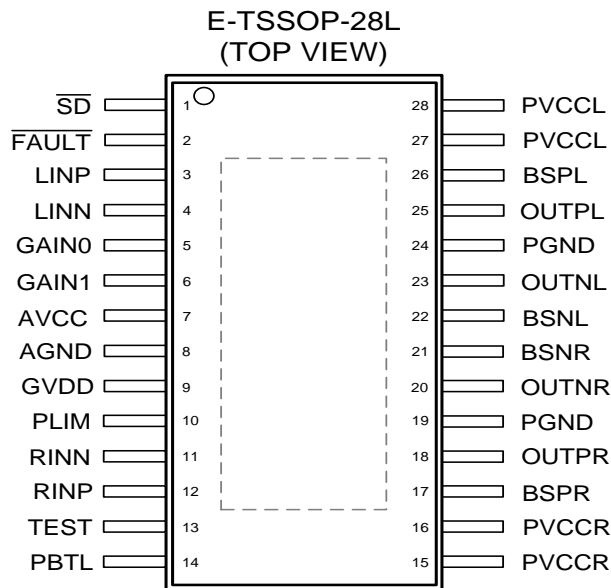 E-TSSOP-28L
(TOP VIEW)
SD 1 28 PVCCL
FAULT 2 27 PVCCL
LINP 3 26 BSPL
LINN 4 25 OUTPL
GAIN0 5 24 PGND
GAIN1 6 23 OUTNL
AVCC 7 22 BSNL
AGND 8 21 BSNR
GVDD 9 20 OUTNR
PLIM 10 19 PGND
RINN 11 18 OUTPR
RINP 12 17 BSPR
TEST 13 16 PVCCR
PBTL 14 15 PVCCR